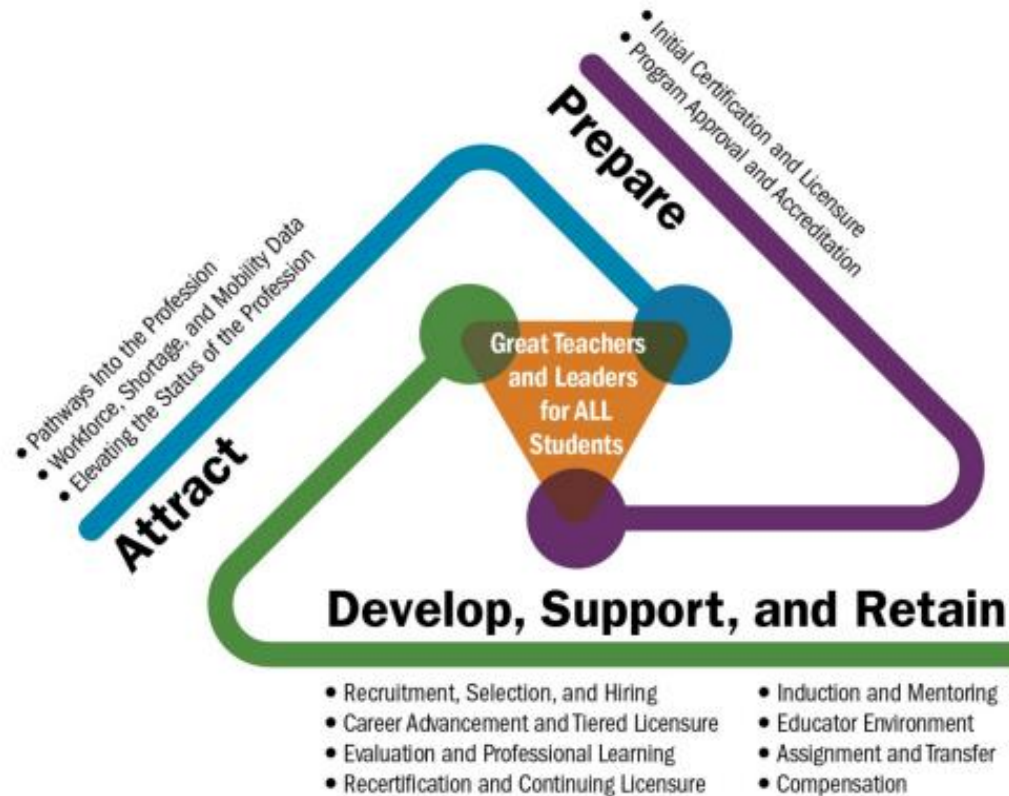 • Pathways Into the Profession
• Workforce, Shortage, and Mobility Data
• Elevating the Status of the Profession
Attract
• Initial Certification and Licensure
• Program Approval and Accreditation
Prepare
Great Teachers
and Leaders
for ALL
Students
Develop, Support, and Retain
• Recruitment, Selection, and Hiring
• Career Advancement and Tiered Licensure
• Evaluation and Professional Learning
• Recertification and Continuing Licensure
• Induction and Mentoring
• Educator Environment
• Assignment and Transfer
• Compensation